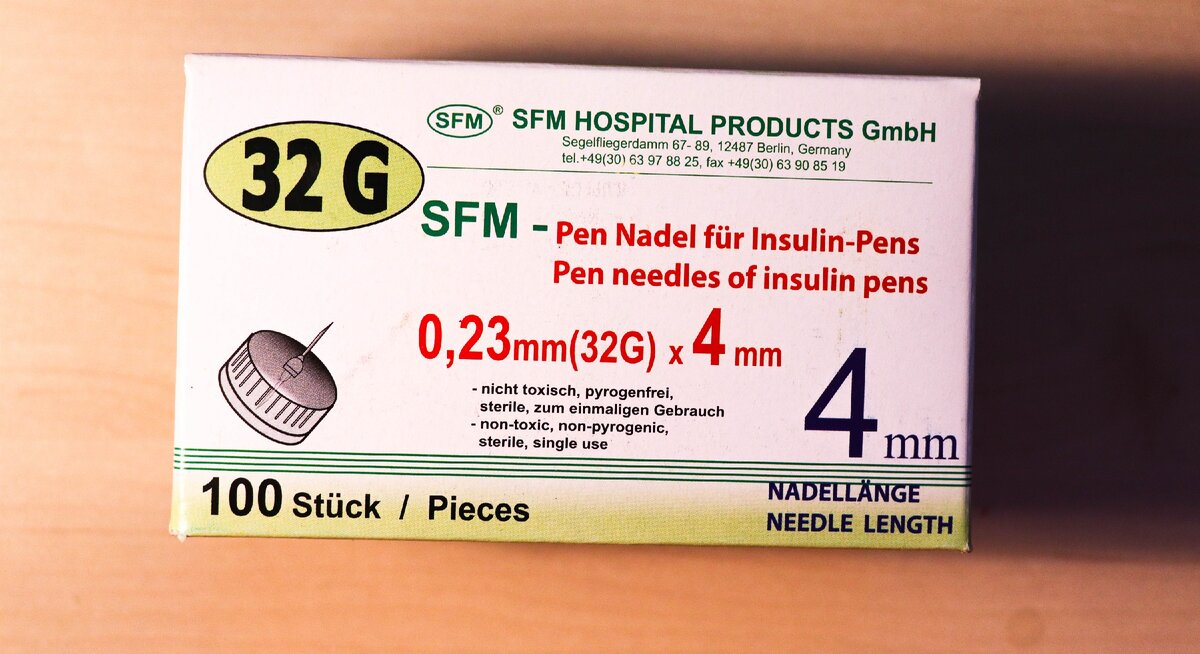 32 G
SFM® SFM HOSPITAL PRODUCTS GmbH
Segelfliegerdamm 67- 89, 12487 Berlin, Germany
tel.+49(30) 63 97 88 25, fax +49(30) 63 90 85 19
SFM - Pen Nadel für Insulin-Pens
Pen needles of insulin pens
0,23mm(32G) x 4 mm
- nicht toxisch, pyrogenfrei,
sterile, zum einmaligen Gebrauch
- non-toxic, non-pyrogenic,
sterile, single use
4 mm
100 Stück / Pieces
NADELLÄNGE
NEEDLE LENGTH